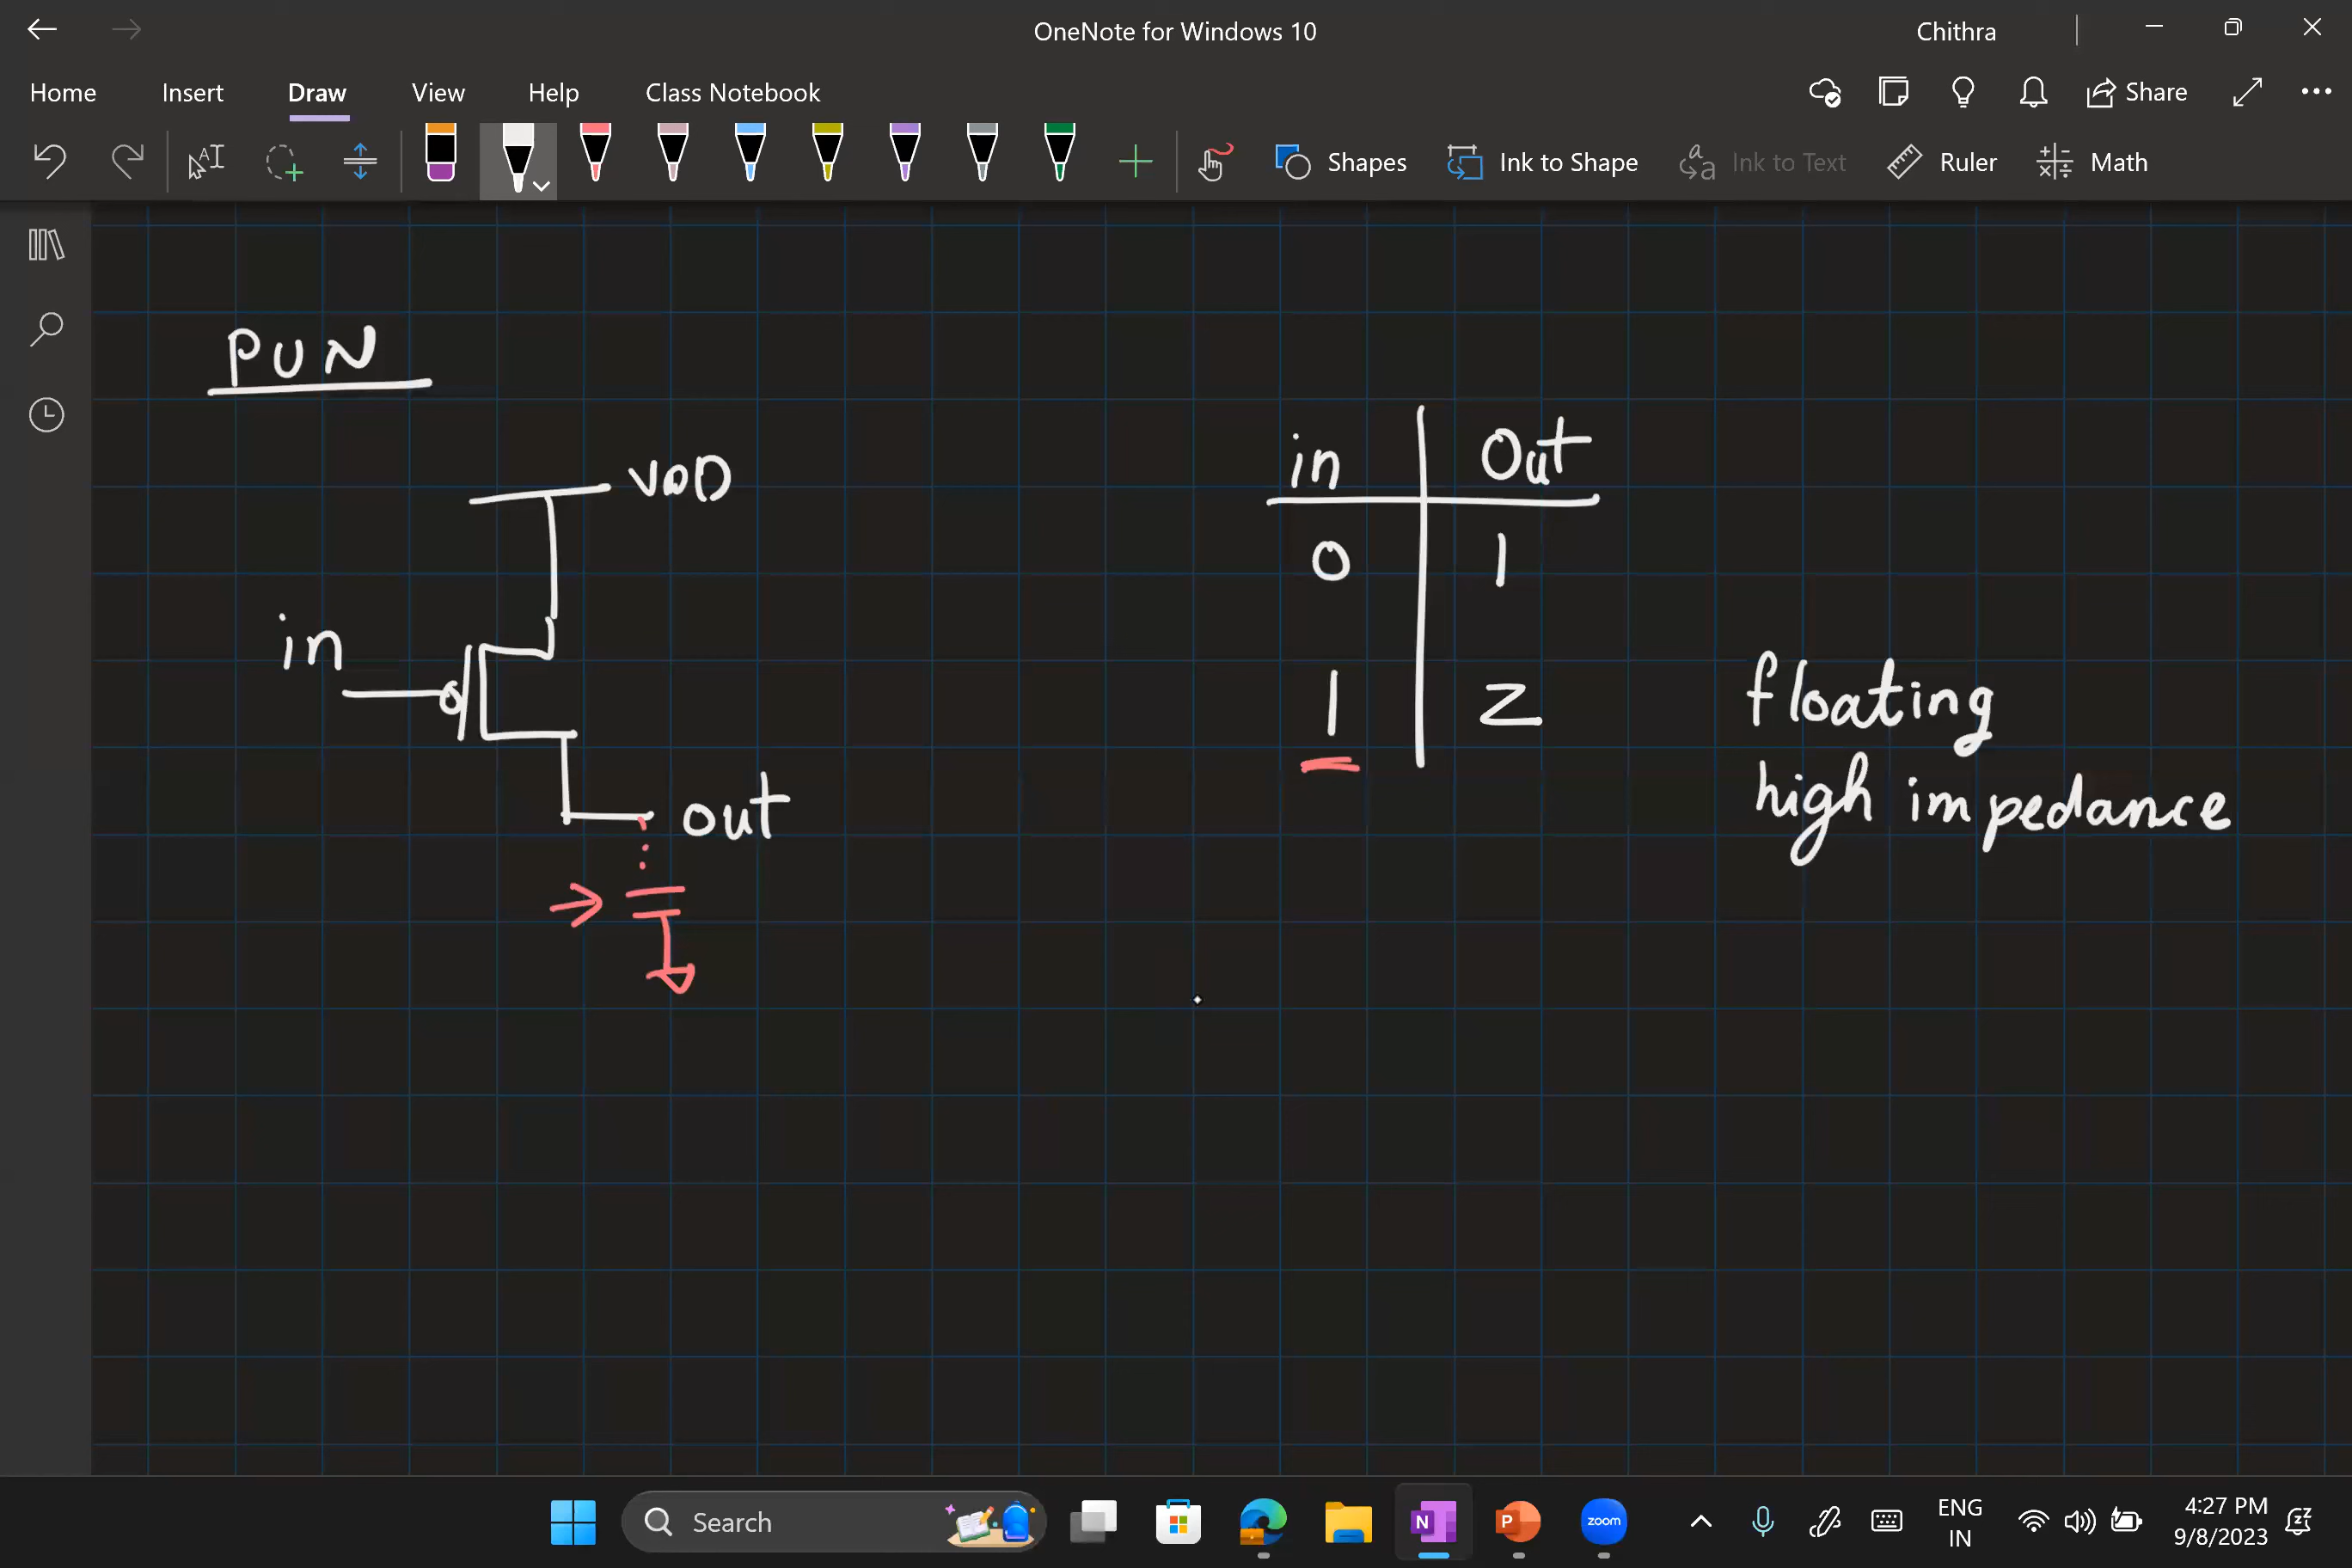 OneNote for Windows 10
Chithra
Home Insert Draw View Help Class Notebook
Share
Shapes Ink to Shape Ink to Text Ruler Math
PUN
VDD
in
out
in Out
0 1
1 Z
floating
high impedance
Search
zoom
ENG
IN
4:27 PM
9/8/2023